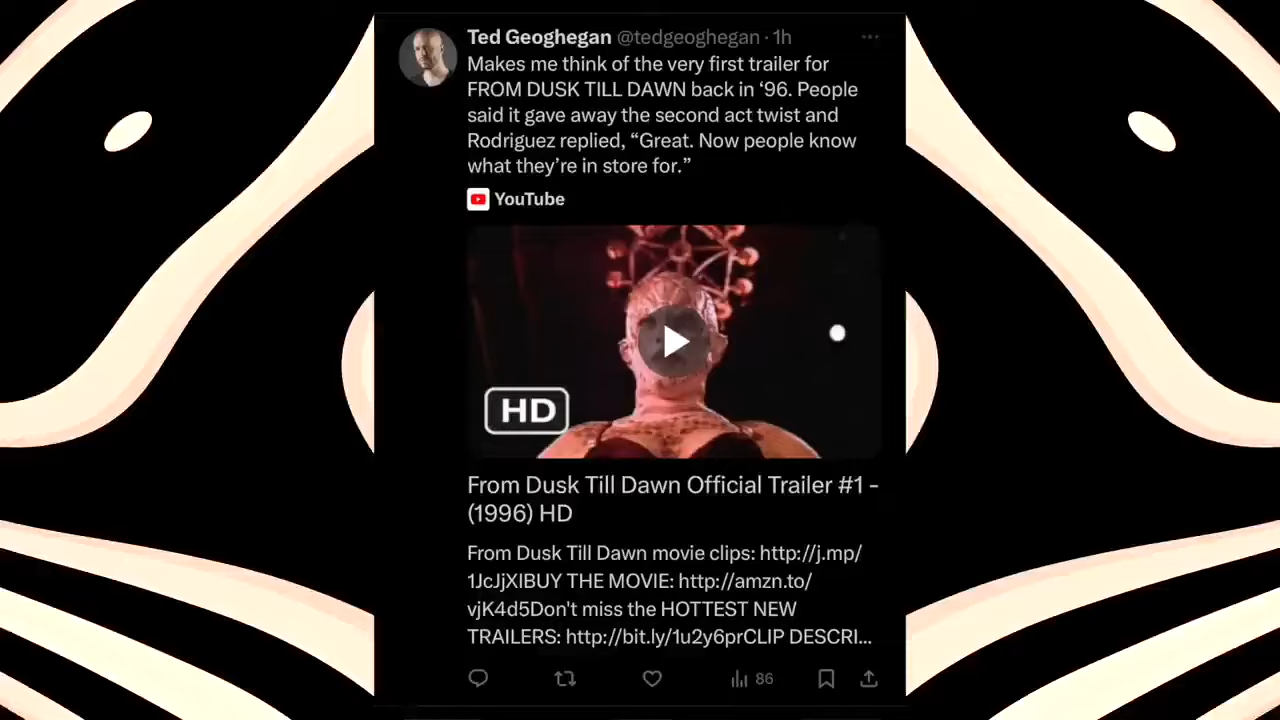 Ted Geoghegan @tedgeoghegan · 1h
Makes me think of the very first trailer for
FROM DUSK TILL DAWN back in ‘96. People
said it gave away the second act twist and
Rodriguez replied, “Great. Now people know
what they’re in store for.”
YouTube
HD
From Dusk Till Dawn Official Trailer #1 -
(1996) HD
From Dusk Till Dawn movie clips: http://j.mp/
1JcJjXIBUY THE MOVIE: http://amzn.to/
vjK4d5Don't miss the HOTTEST NEW
TRAILERS: http://bit.ly/1u2y6prCLIP DESCRI...
86